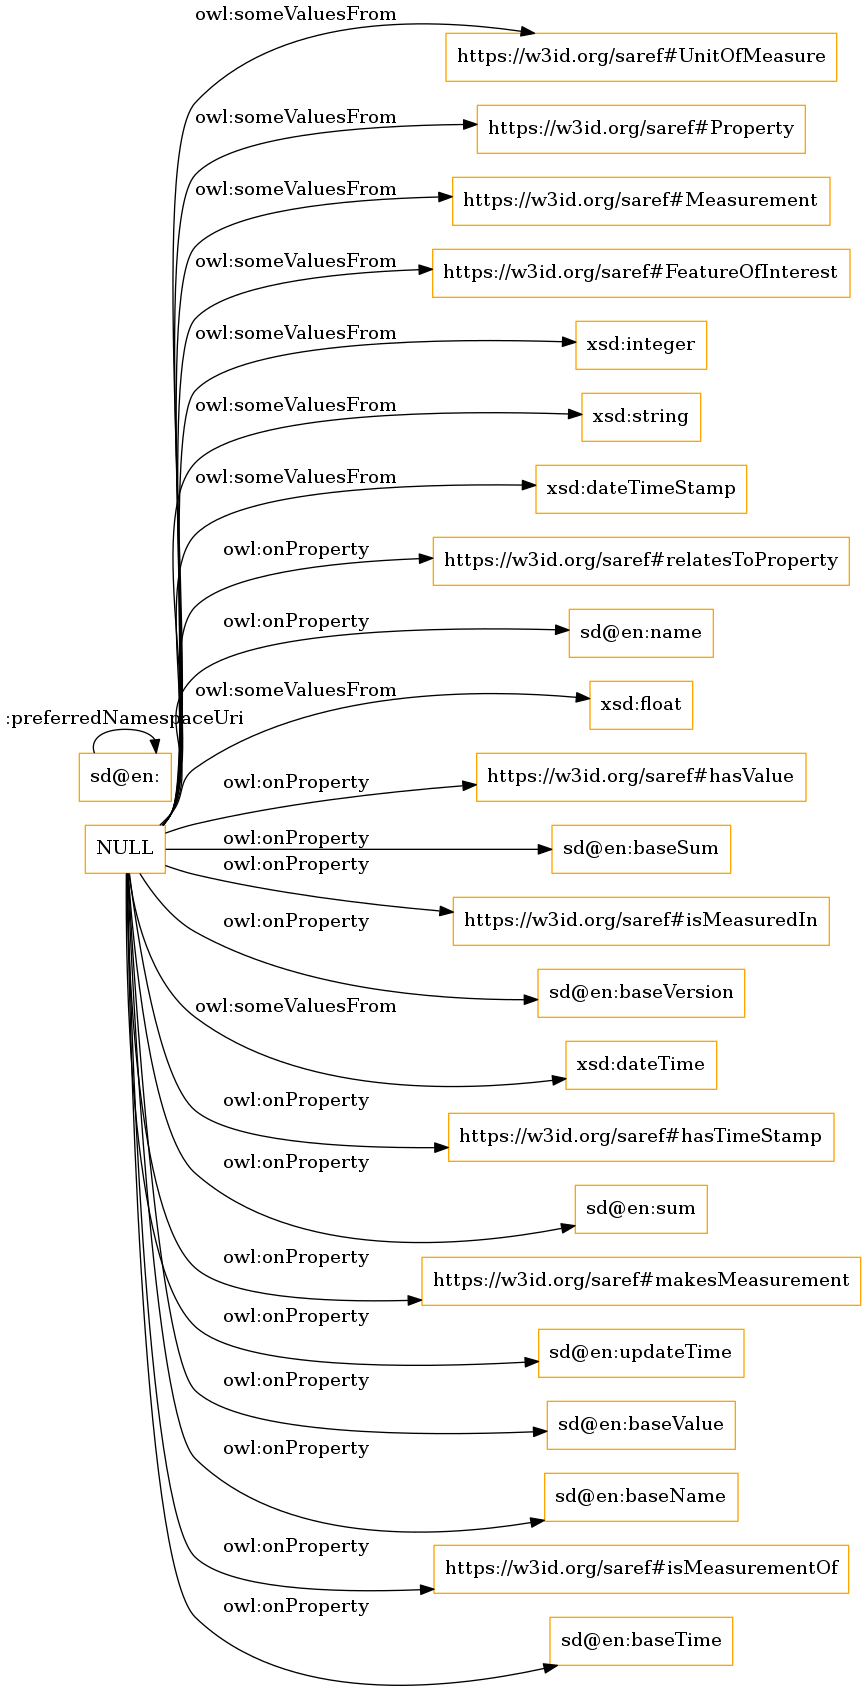 owl:someValuesFrom
https://w3id.org/saref#UnitOfMeasure
owl:someValuesFrom
https://w3id.org/saref#Property
owl:someValuesFrom
https://w3id.org/saref#Measurement
owl:someValuesFrom
https://w3id.org/saref#FeatureOfInterest
owl:someValuesFrom
xsd:integer
owl:someValuesFrom
xsd:string
owl:someValuesFrom
xsd:dateTimeStamp
owl:onProperty
https://w3id.org/saref#relatesToProperty
owl:onProperty
sd@en:name
owl:someValuesFrom
xsd:float
:preferredNamespaceUri
sd@en:
owl:onProperty
https://w3id.org/saref#hasValue
NULL
owl:onProperty
sd@en:baseSum
owl:onProperty
https://w3id.org/saref#isMeasuredIn
owl:onProperty
sd@en:baseVersion
owl:someValuesFrom
xsd:dateTime
owl:onProperty
https://w3id.org/saref#hasTimeStamp
owl:onProperty
sd@en:sum
owl:onProperty
https://w3id.org/saref#makesMeasurement
owl:onProperty
sd@en:updateTime
owl:onProperty
sd@en:baseValue
owl:onProperty
sd@en:baseName
owl:onProperty
https://w3id.org/saref#isMeasurementOf
owl:onProperty
sd@en:baseTime